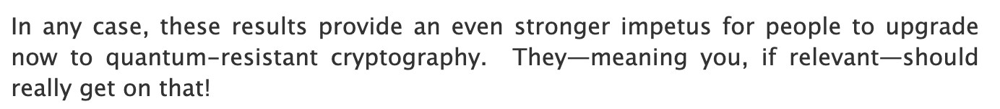 In any case, these results provide an even stronger impetus for people to upgrade
now to quantum-resistant cryptography.  They—meaning you, if relevant—should
really get on that!